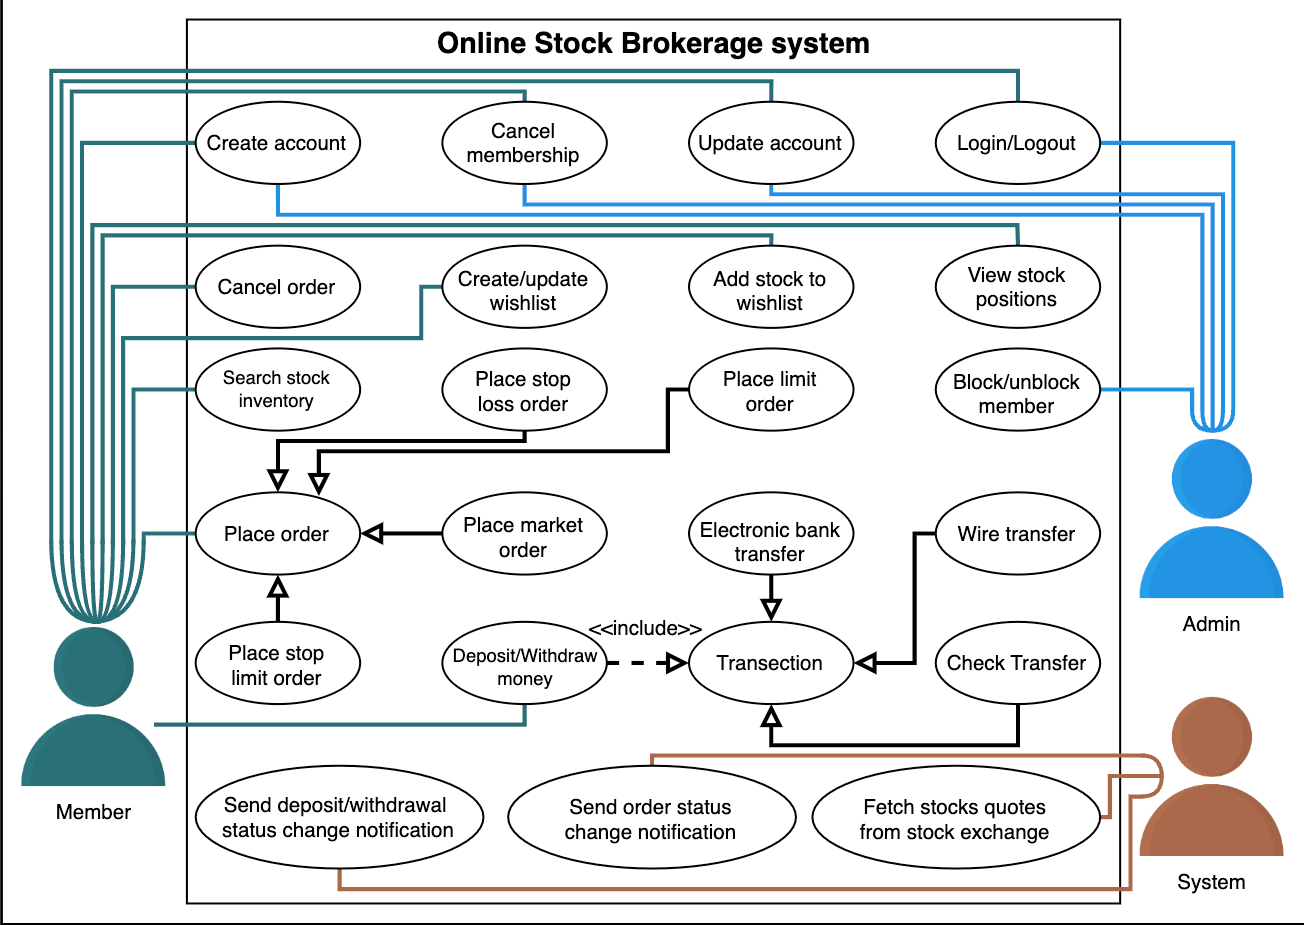 Online Stock Brokerage system
Create account
Cancel
membership
Update account
Login/Logout
Cancel order
Create/update
wishlist
Add stock to
wishlist
View stock
positions
Search stock
inventory
Place stop
loss order
Place limit
order
Block/unblock
member
Place order
Place market
order
Electronic bank
transfer
Wire transfer
Admin
<<include>>
Place stop
limit order
Deposit/Withdraw
money
Transection
Check Transfer
Member
Send deposit/withdrawal
status change notification
Send order status
change notification
Fetch stocks quotes
from stock exchange
System